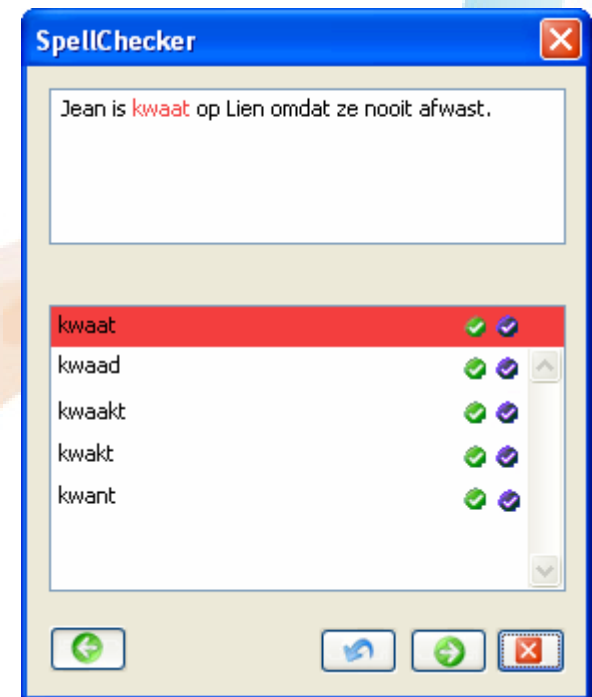 SpellChecker
Jean is kwaat op Lien omdat ze nooit afwast.
kwaat
kwaad
kwaakt
kwakt
kwant